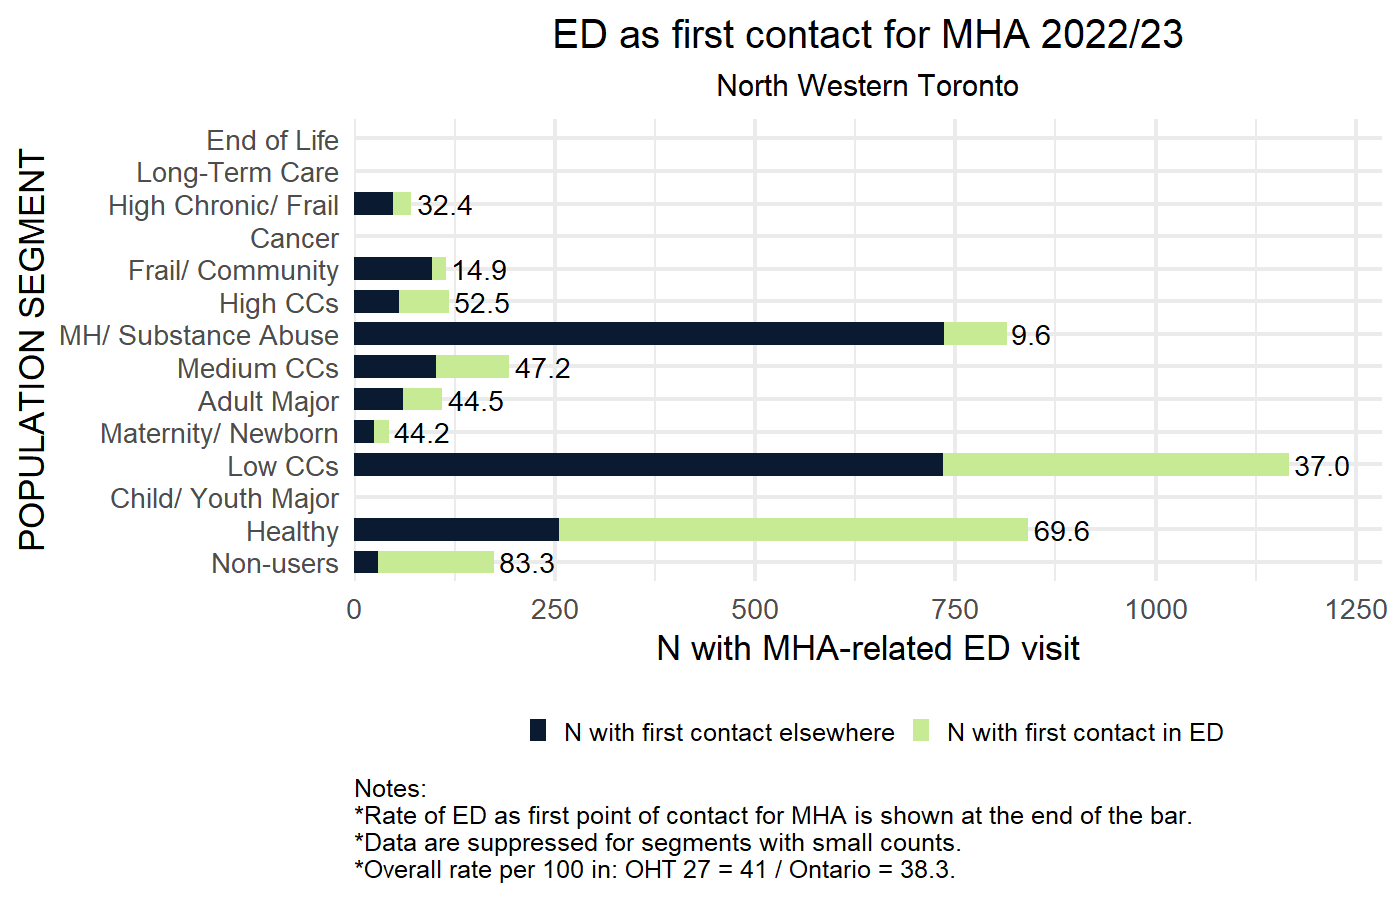 ED as first contact for MHA 2022/23
North Western Toronto
POPULATION SEGMENT
End of Life
Long-Term Care
High Chronic/ Frail 32.4
Cancer
Frail/ Community 14.9
High CCs 52.5
MH/ Substance Abuse 9.6
Medium CCs 47.2
Adult Major 44.5
Maternity/ Newborn 44.2
Low CCs 37.0
Child/ Youth Major
Healthy 69.6
Non-users 83.3
0 250 500 750 1000 1250
N with MHA-related ED visit
N with first contact elsewhere N with first contact in ED
Notes:
*Rate of ED as first point of contact for MHA is shown at the end of the bar.
*Data are suppressed for segments with small counts.
*Overall rate per 100 in: OHT 27 = 41 / Ontario = 38.3.